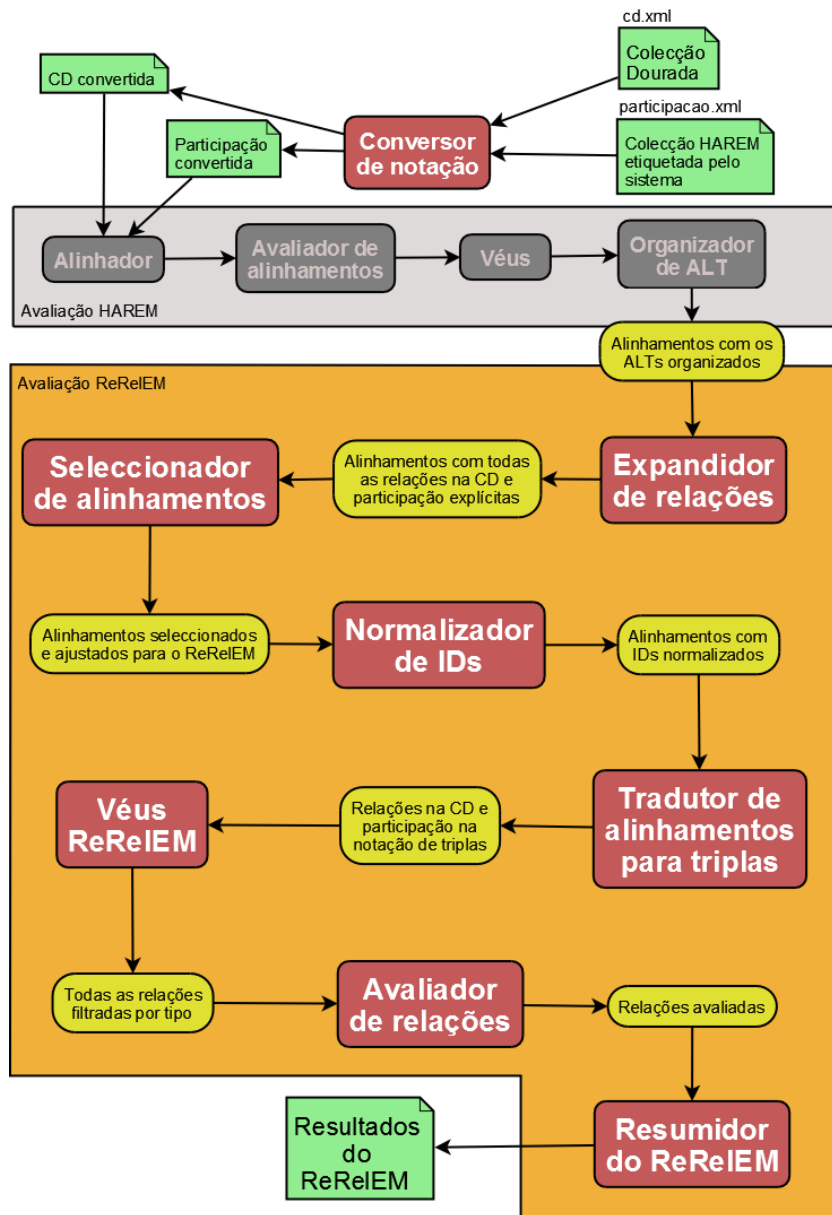 cd.xml
Colecção
Dourada
CD convertida
participacao.xml
Participação
convertida
Conversor
de notação
Colecção HAREM
etiquetada pelo
sistema
Alinhador
Avaliador de
alinhamentos
Véus
Organizador
de ALT
Avaliação HAREM
Alinhamentos com os
ALTs organizados
Avaliação ReRelEM
Seleccionador
de alinhamentos
Alinhamentos com todas
as relações na CD e
participação explícitas
Expandidor
de relações
Alinhamentos seleccionados
e ajustados para o ReRelEM
Normalizador
de IDs
Alinhamentos com
IDs normalizados
Véus
ReRelEM
Relações na CD e
participação na
notação de triplas
Tradutor de
alinhamentos
para triplas
Todas as relações
filtradas por tipo
Avaliador
de relações
Relações avaliadas
Resultados
do
ReRelEM
Resumidor
do ReRelEM